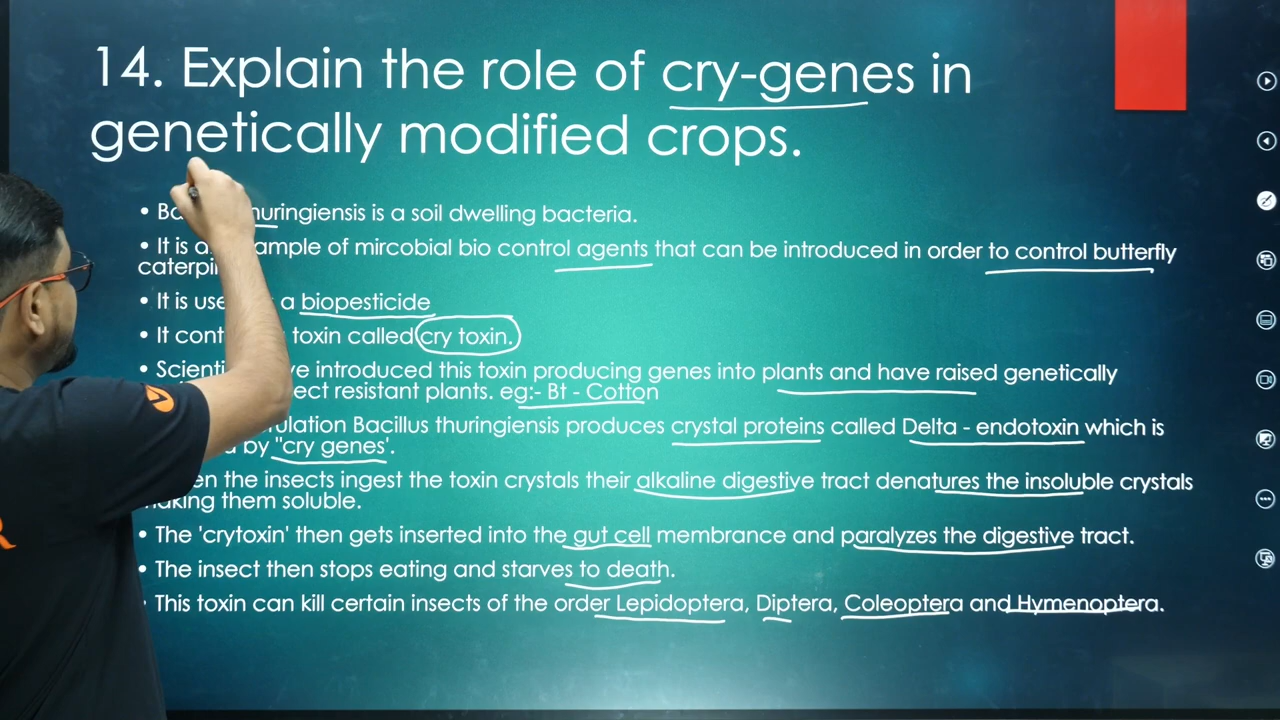 14. Explain the role of cry-genes in
genetically modified crops.
• Ba huringiensis is a soil dwelling bacteria.
• It is a ample of mircobial bio control agents that can be introduced in order to control butterfly
caterpi
• It is use a biopesticide
• It cont toxin called cry toxin.
• Scienti ve introduced this toxin producing genes into plants and have raised genetically
ect resistant plants. eg:- Bt - Cotton
ulation Bacillus thuringiensis produces crystal proteins called Delta - endotoxin which is
by "cry genes'.
en the insects ingest the toxin crystals their alkaline digestive tract denatures the insoluble crystals
aking them soluble.
• The 'crytoxin' then gets inserted into the gut cell membrance and paralyzes the digestive tract.
• The insect then stops eating and starves to death.
• This toxin can kill certain insects of the order Lepidoptera, Diptera, Coleoptera and Hymenoptera.